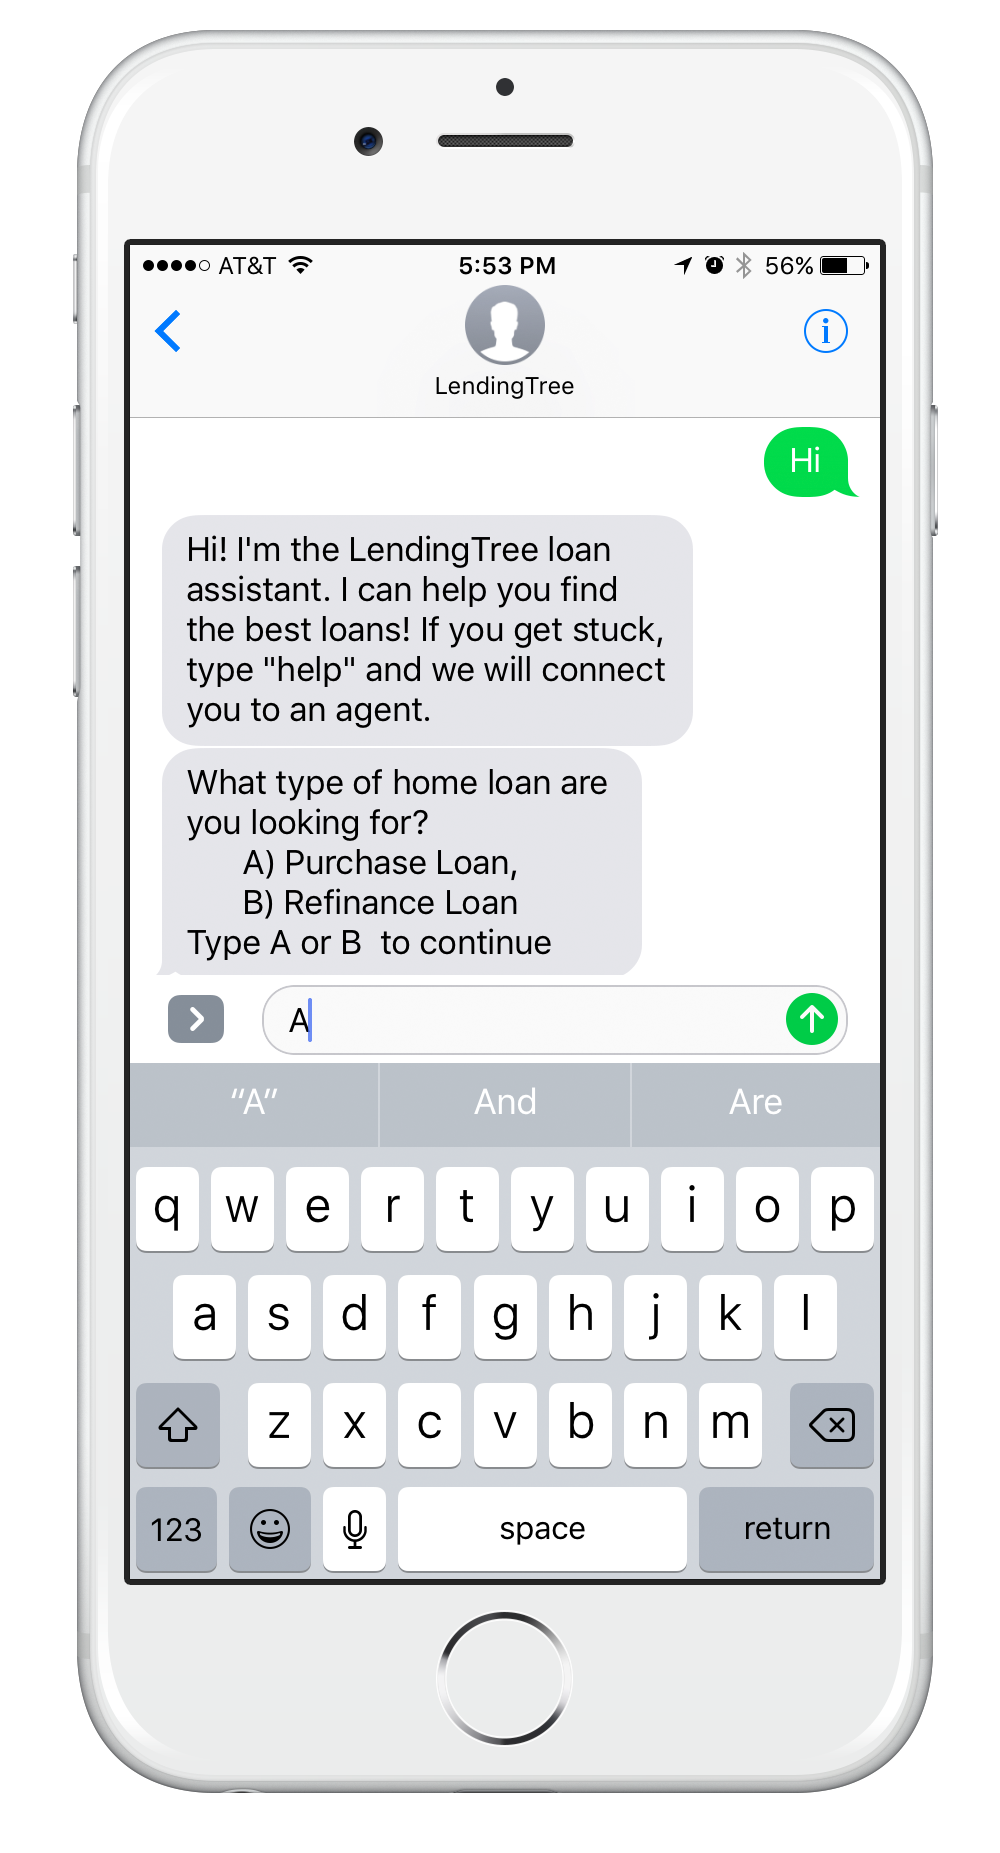 AT&T 5:53 PM 56%
LendingTree
Hi
Hi! I'm the LendingTree loan
assistant. I can help you find
the best loans! If you get stuck,
type "help" and we will connect
you to an agent.
What type of home loan are
you looking for?
A) Purchase Loan,
B) Refinance Loan
Type A or B  to continue
A
“A” And Are
q w e r t y u i o p
a s d f g h j k l
z x c v b n m
123 space return